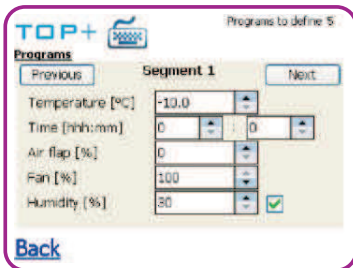 TOP+
Programs to define 5
Programs
Previous
Segment 1
Next
Temperature [ºC] -10.0
Time [hhh:mm] 0 : 0
Air flap [%] 0
Fan [%] 100
Humidity [%] 30
Back